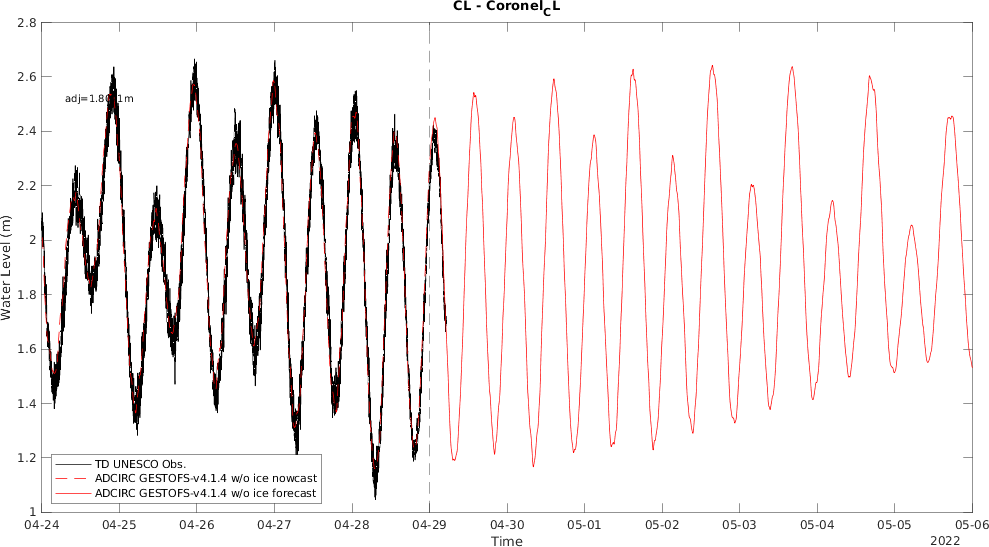 CL - Coronel_CL
2.8
2.6
2.4
2.2
2
1.8
1.6
1.4
1.2
1
Water Level (m)
TD UNESCO Obs.
ADCIRC GESTOFS-v4.1.4 w/o ice nowcast
ADCIRC GESTOFS-v4.1.4 w/o ice forecast
04-24 04-25 04-26 04-27 04-28 04-29 04-30 05-01 05-02 05-03 05-04 05-05 05-06
Time
2022